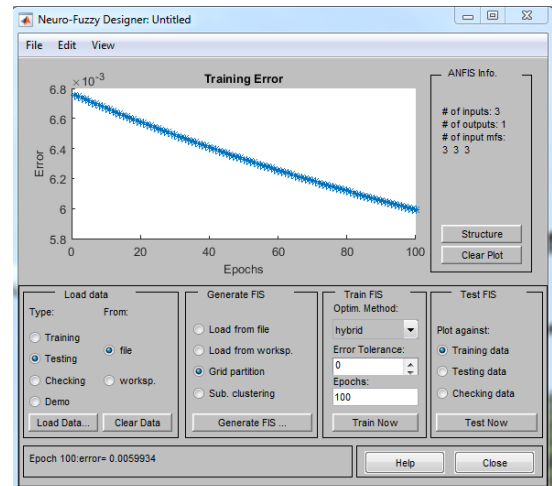 Neuro-Fuzzy Designer: Untitled
File Edit View
Training Error
×10^-3
6.8
6.6
6.4
6.2
6
5.8
Error
0 20 40 60 80 100
Epochs
ANFIS Info.
# of inputs: 3
# of outputs: 1
# of input mfs:
3 3 3
Structure
Clear Plot
Load data
Type: From:
Training
Testing
Checking
Demo
file
worksp.
Load Data... Clear Data
Generate FIS
Load from file
Load from worksp.
Grid partition
Sub. clustering
Generate FIS ...
Train FIS
Optim. Method:
hybrid
Error Tolerance:
0
Epochs:
100
Train Now
Test FIS
Plot against:
Training data
Testing data
Checking data
Test Now
Epoch 100:error= 0.0059934
Help Close